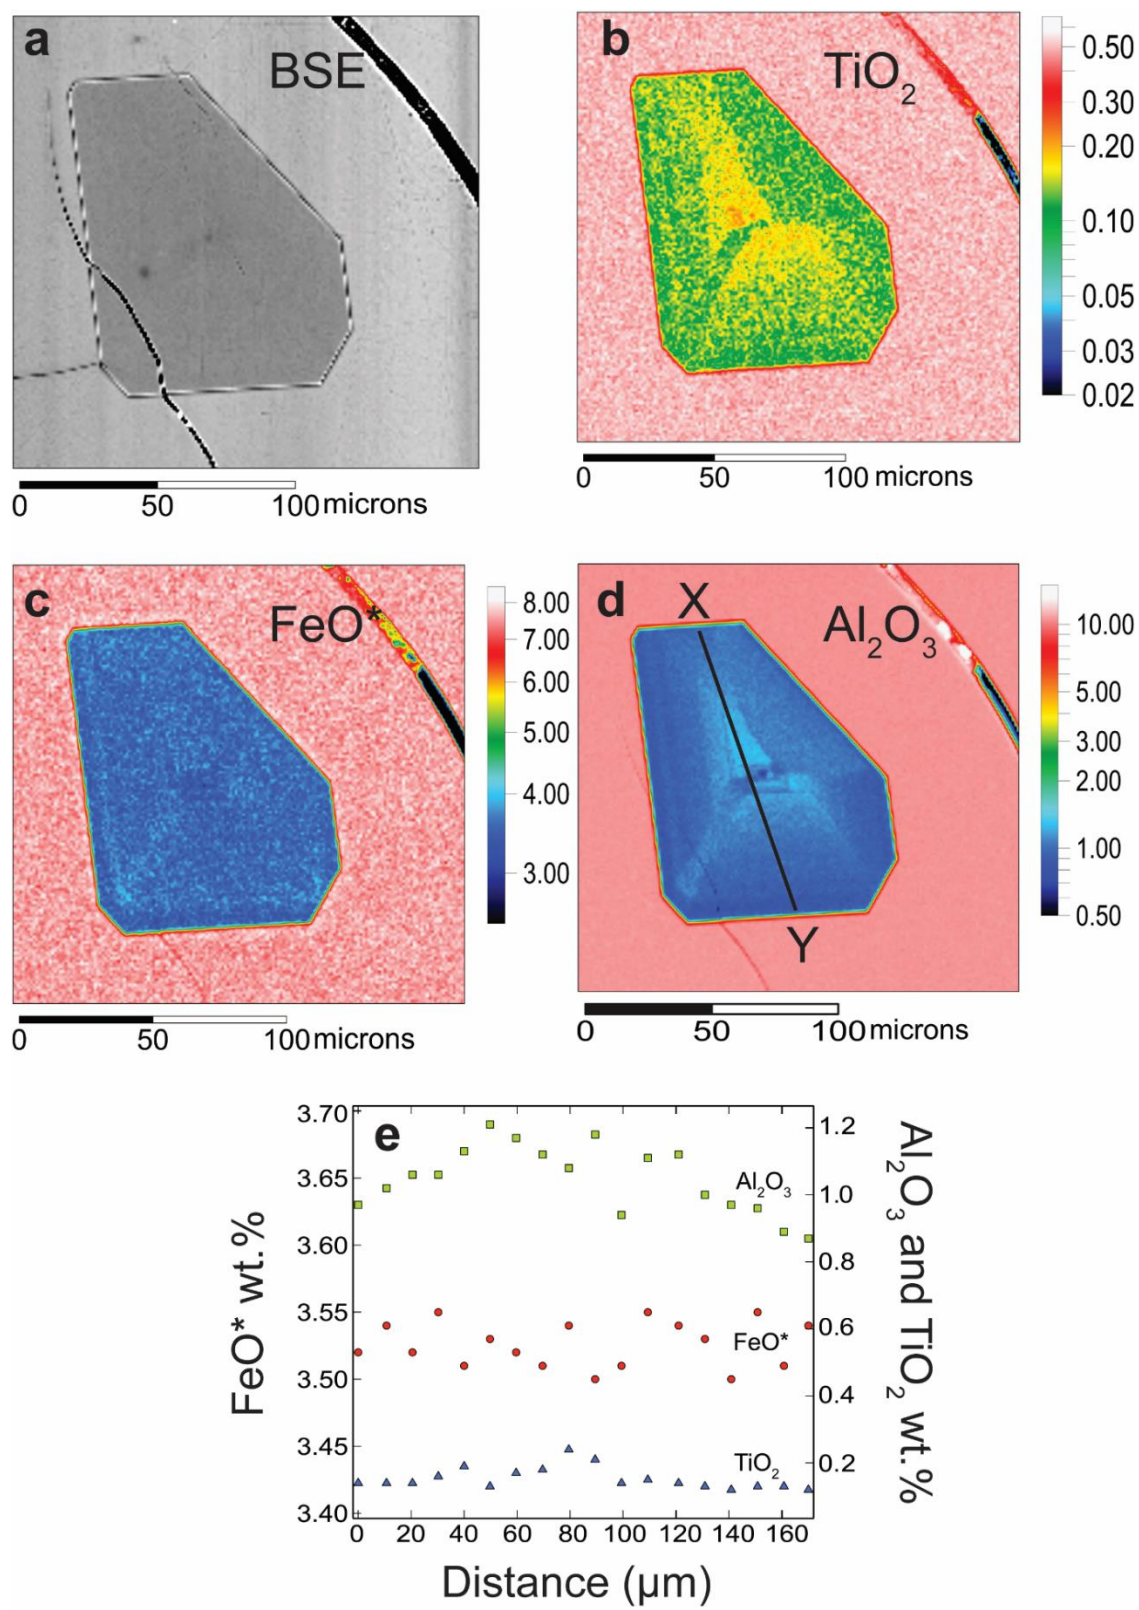 a
BSE
0 50 100 microns
b
TiO2
0.50
0.30
0.20
0.10
0.05
0.03
0.02
0 50 100 microns
c
FeO*
8.00
7.00
6.00
5.00
4.00
3.00
0 50 100 microns
d
X
Al2O3
Y
10.00
5.00
3.00
2.00
1.00
0.50
0 50 100 microns
e
FeO* wt.%
3.70
3.65
3.60
3.55
3.50
3.45
3.40
Al2O3
FeO*
TiO2
1.2
1.0
0.8
0.6
0.4
0.2
Al2O3 and TiO2 wt.%
0 20 40 60 80 100 120 140 160
Distance (µm)